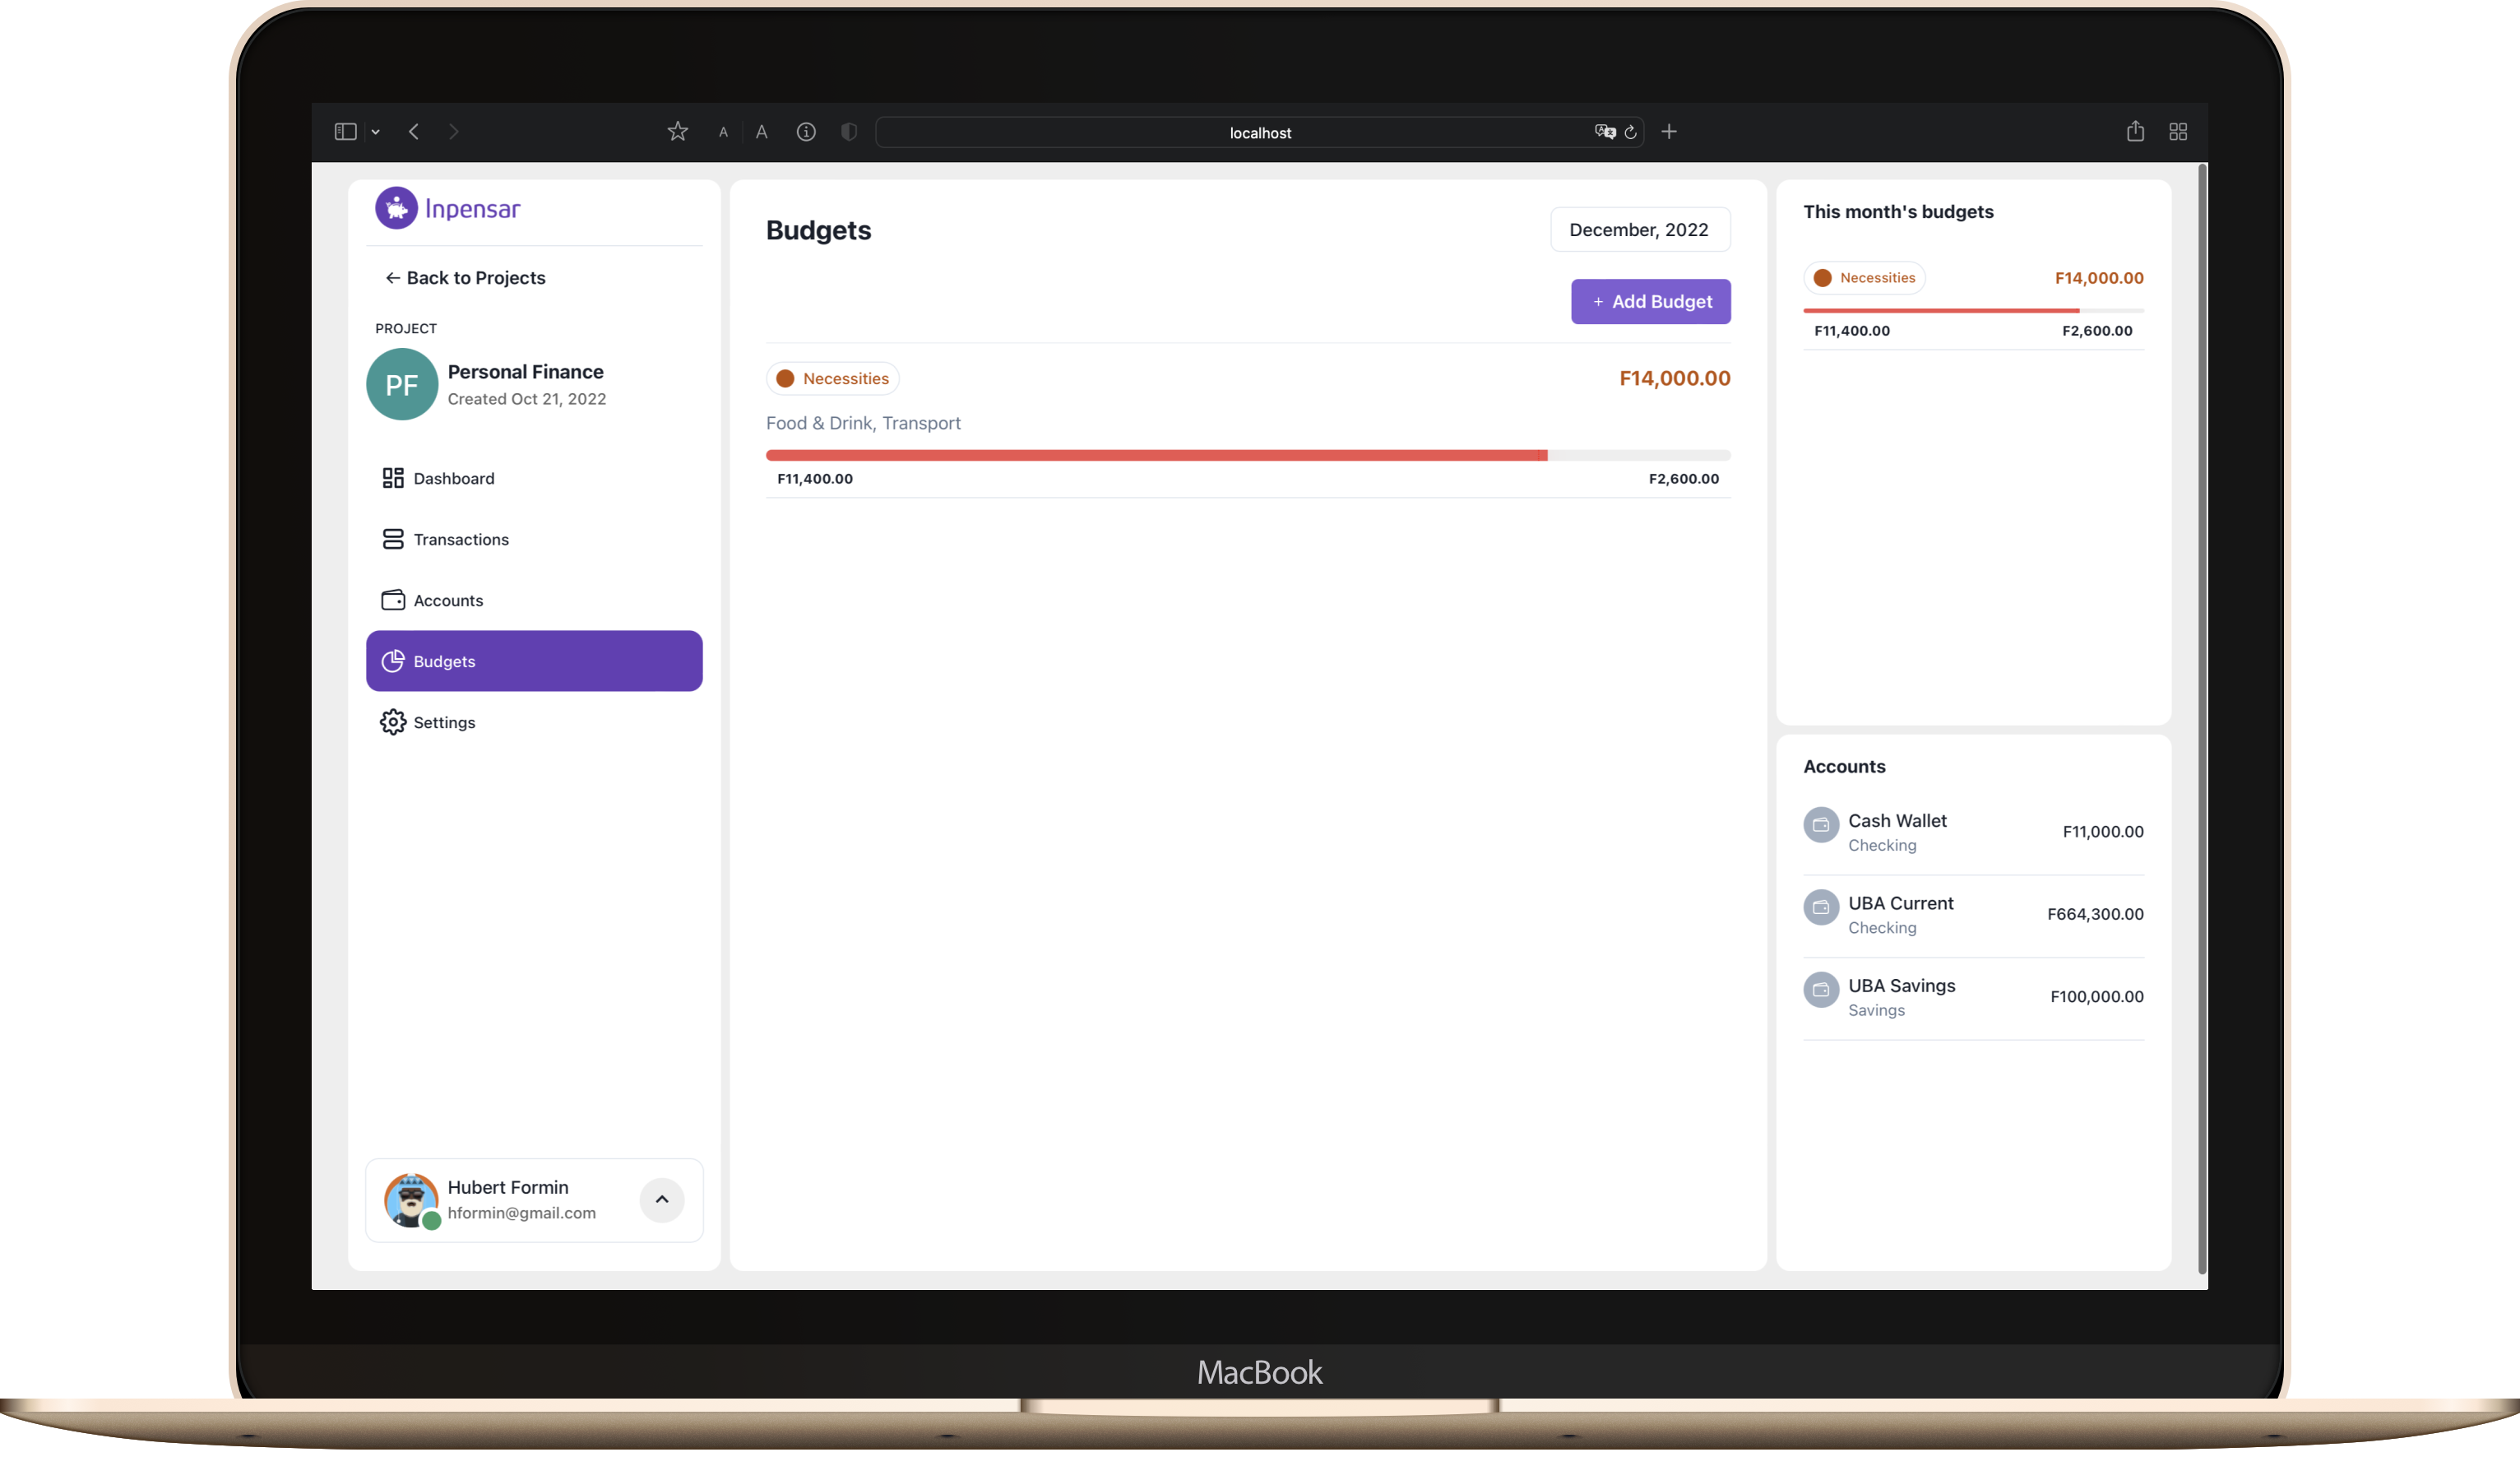 A A localhost
Inpensar
← Back to Projects
PROJECT
PF
Personal Finance
Created Oct 21, 2022
Dashboard
Transactions
Accounts
Budgets
Settings
Hubert Formin
hformin@gmail.com
Budgets
December, 2022
+ Add Budget
Necessities F14,000.00
Food & Drink, Transport
F11,400.00 F2,600.00
This month's budgets
Necessities F14,000.00
F11,400.00 F2,600.00
Accounts
Cash Wallet
Checking
F11,000.00
UBA Current
Checking
F664,300.00
UBA Savings
Savings
F100,000.00
MacBook